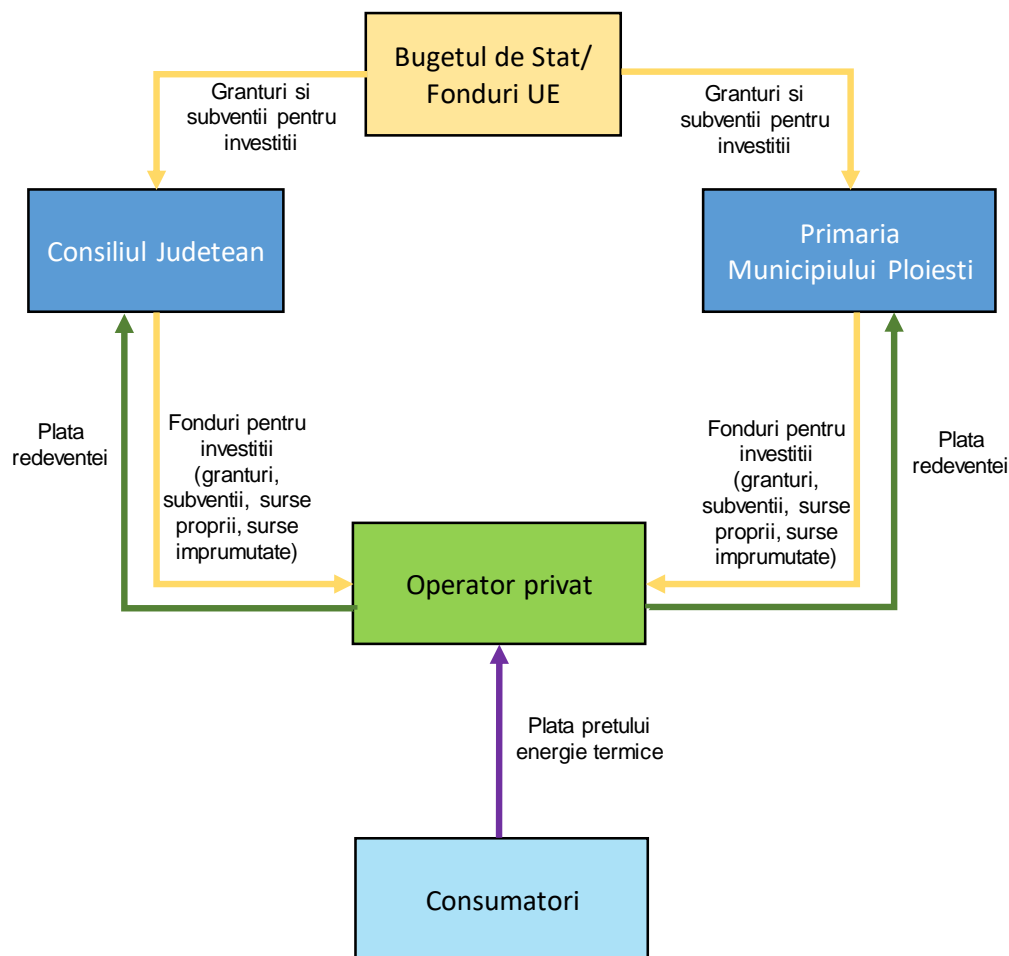 Bugetul de Stat/
Fonduri UE
Granturi si
subventii pentru
investitii
Granturi si
subventii pentru
investitii
Consiliul Judetean
Primaria
Municipiului Ploiesti
Plata
redeventei
Fonduri pentru
investitii
(granturi,
subventii, surse
proprii, surse
imprumutate)
Fonduri pentru
investitii
(granturi,
subventii, surse
proprii, surse
imprumutate)
Plata
redeventei
Operator privat
Plata pretului
energie termice
Consumatori